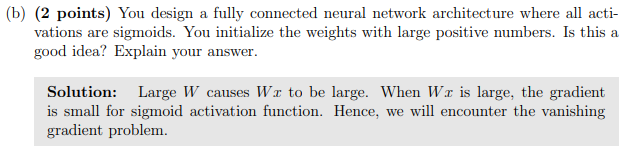 (b) (2 points) You design a fully connected neural network architecture where all acti-
vations are sigmoids. You initialize the weights with large positive numbers. Is this a
good idea? Explain your answer.
Solution: Large W causes Wx to be large. When Wx is large, the gradient
is small for sigmoid activation function. Hence, we will encounter the vanishing
gradient problem.